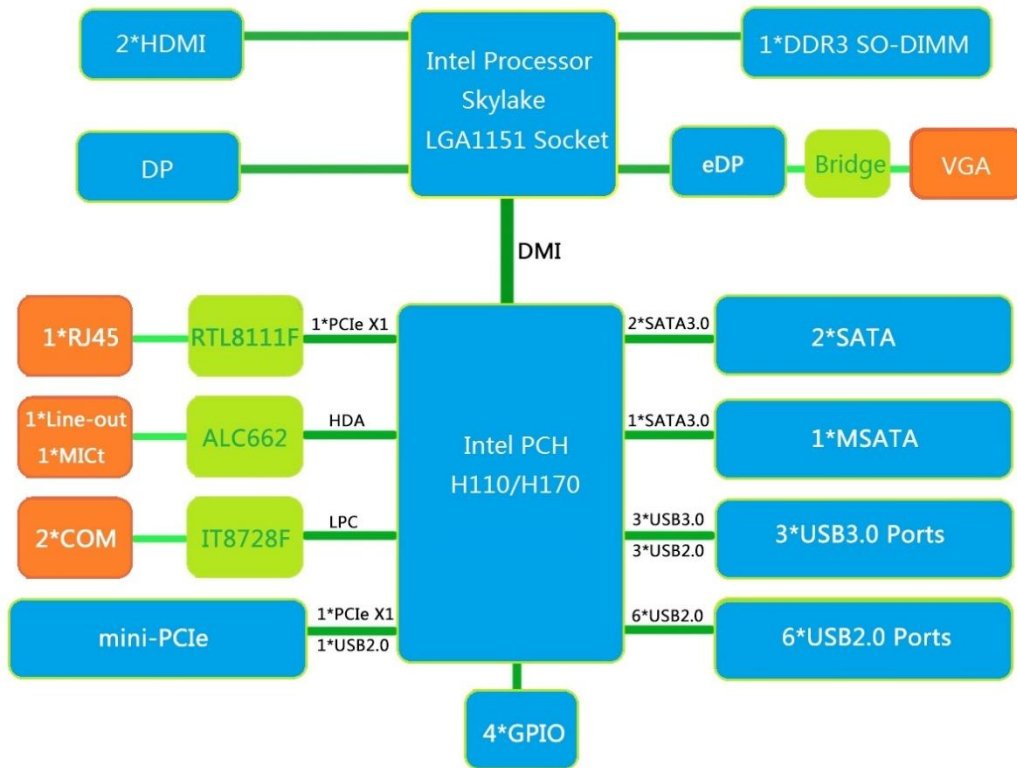 2*HDMI
Intel Processor
Skylake
LGA1151 Socket
1*DDR3 SO-DIMM
DP
eDP
Bridge
VGA
DMI
1*RJ45
RTL8111F
1*PCIe X1
2*SATA3.0
2*SATA
1*Line-out
1*MICt
ALC662
HDA
Intel PCH
H110/H170
1*SATA3.0
1*MSATA
2*COM
IT8728F
LPC
3*USB3.0
3*USB2.0
3*USB3.0 Ports
mini-PCIe
1*PCIe X1
1*USB2.0
6*USB2.0
6*USB2.0 Ports
4*GPIO